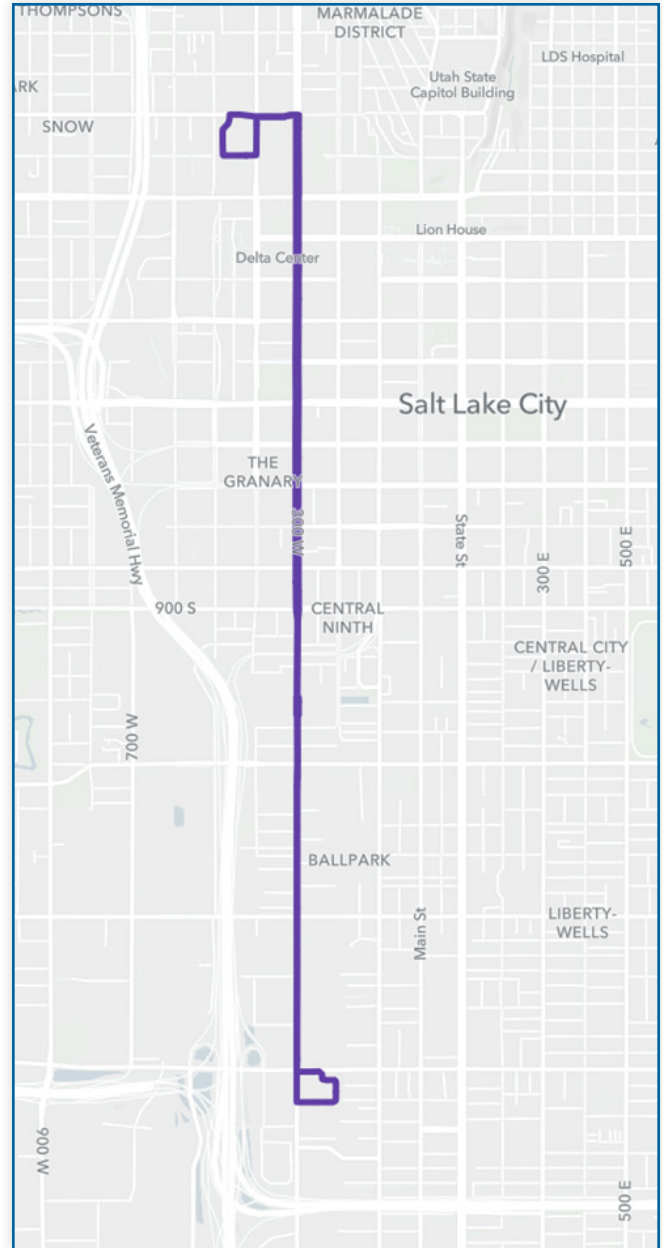 THOMPSONS
MARMALADE
DISTRICT
LDS Hospital
Utah State
Capitol Building
ARK
SNOW
Lion House
Delta Center
Salt Lake City
Veterans Memorial Hwy
THE
GRANARY
300 W
State St
300 E
500 E
900 S
CENTRAL
NINTH
CENTRAL CITY
/ LIBERTY-
WELLS
700 W
BALLPARK
Main St
LIBERTY-
WELLS
900 W
500 E